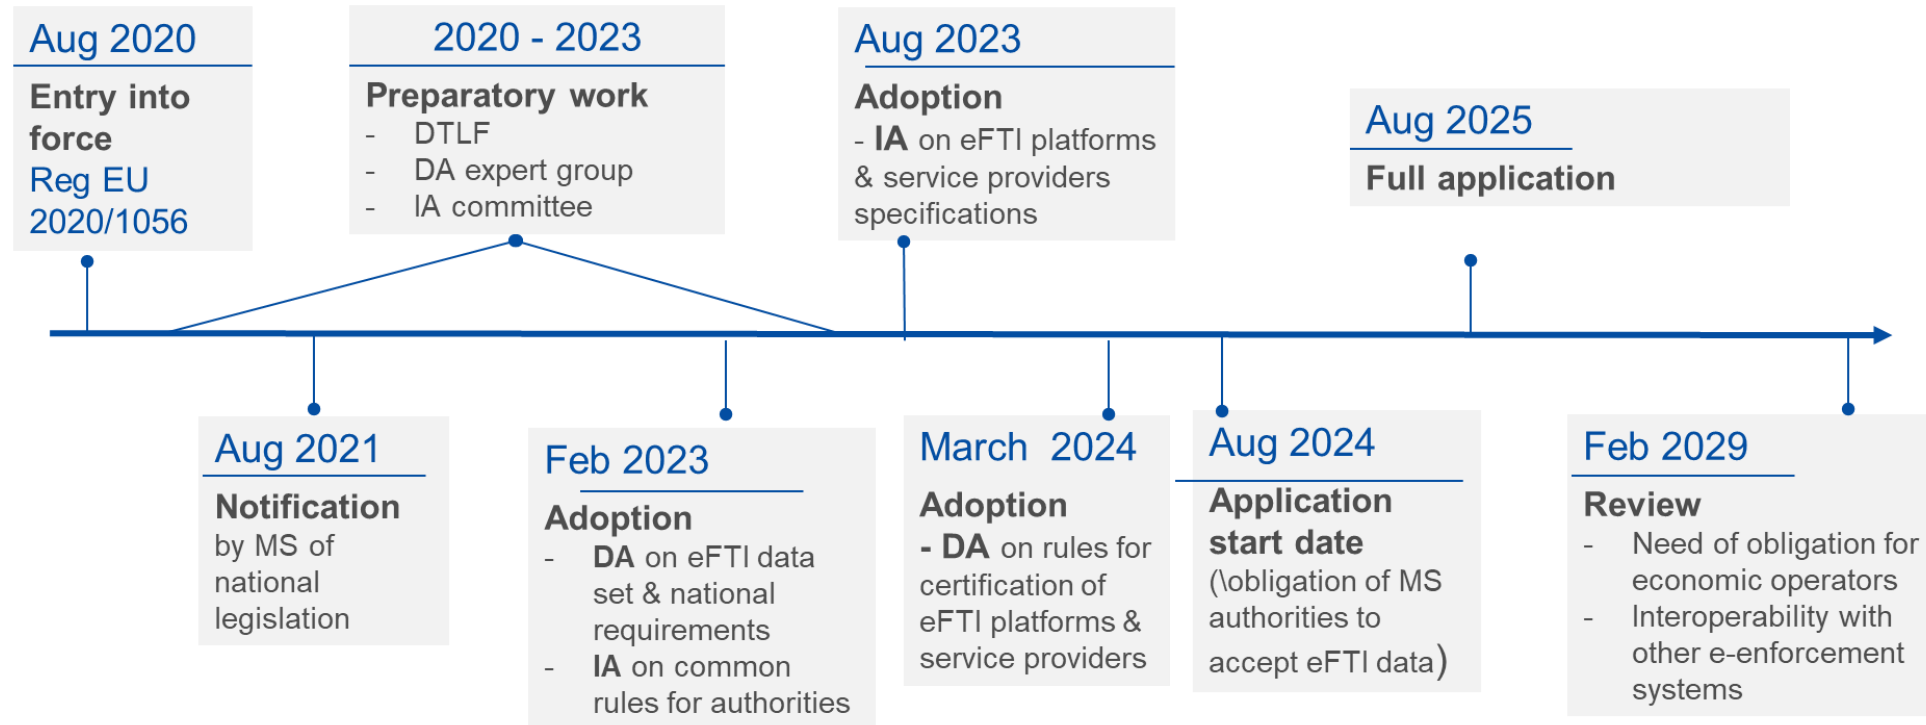 Aug 2020
Entry into
force
Reg EU
2020/1056
2020 - 2023
Preparatory work
- DTLF
- DA expert group
- IA committee
Aug 2023
Adoption
- IA on eFTI platforms
& service providers
specifications
Aug 2025
Full application
Aug 2021
Notification
by MS of
national
legislation
Feb 2023
Adoption
- DA on eFTI data
set & national
requirements
- IA on common
rules for authorities
March 2024
Adoption
- DA on rules for
certification of
eFTI platforms &
service providers
Aug 2024
Application
start date
(\obligation of MS
authorities to
accept eFTI data)
Feb 2029
Review
- Need of obligation for
economic operators
- Interoperability with
other e-enforcement
systems